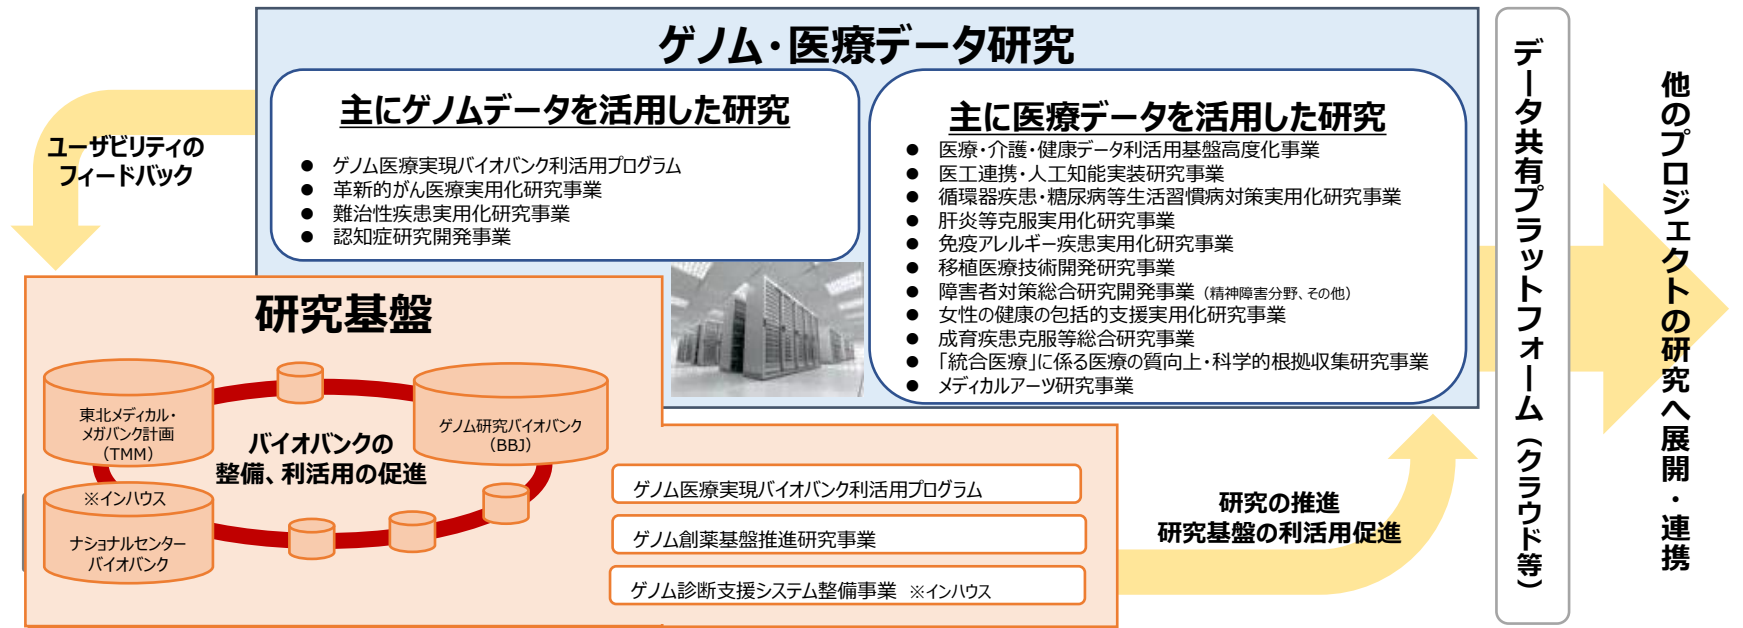 ゲノム・医療データ研究
主にゲノムデータを活用した研究
● ゲノム医療実現バイオバンク利活用プログラム
● 革新的がん医療実用化研究事業
● 難治性疾患実用化研究事業
● 認知症研究開発事業
主に医療データを活用した研究
● 医療・介護・健康データ利活用基盤高度化事業
● 医工連携・人工知能実装研究事業
● 循環器疾患・糖尿病等生活習慣病対策実用化研究事業
● 肝炎等克服実用化研究事業
● 免疫アレルギー疾患実用化研究事業
● 移植医療技術開発研究事業
● 障害者対策総合研究開発事業（精神障害分野、その他）
● 女性の健康の包括的支援実用化研究事業
● 成育疾患克服等総合研究事業
● 「統合医療」に係る医療の質向上・科学的根拠収集研究事業
● メディカルアーツ研究事業
ユーザビリティの
フィードバック
研究基盤
東北メディカル・
メガバンク計画
（TMM）
ゲノム研究バイオバンク
（BBJ）
バイオバンクの
整備、利活用の促進
※インハウス
ナショナルセンター
バイオバンク
ゲノム医療実現バイオバンク利活用プログラム
ゲノム創薬基盤推進研究事業
ゲノム診断支援システム整備事業 ※インハウス
研究の推進
研究基盤の利活用促進
データ共有プラットフォーム（クラウド等）
他のプロジェクトの研究へ展開・連携